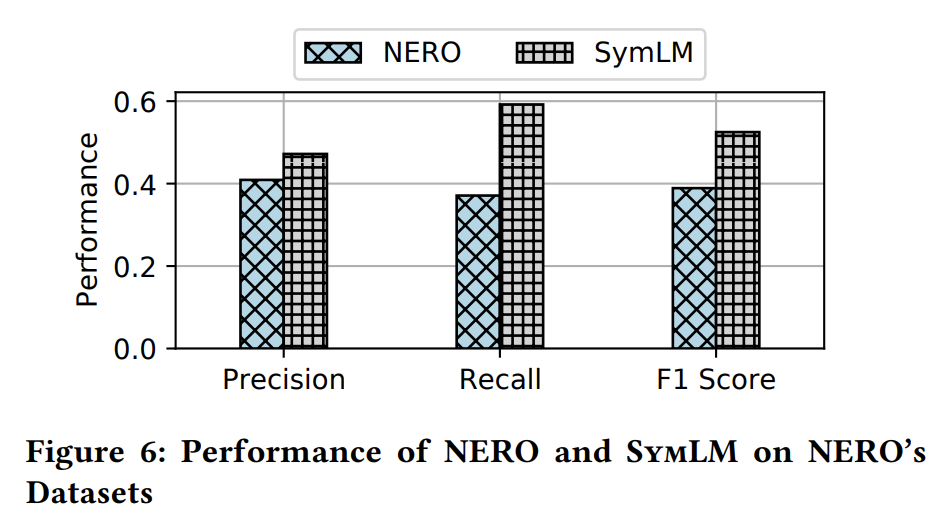 NERO SymLM
0.6
0.4
0.2
0.0
Performance
Precision Recall F1 Score
Figure 6: Performance of NERO and SymLM on NERO's
Datasets